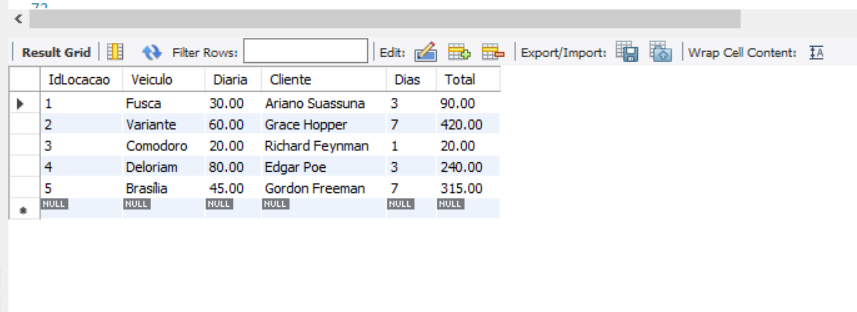 72
Result Grid Filter Rows: Edit: Export/Import: Wrap Cell Content:
IdLocacao Veiculo Diaria Cliente Dias Total
1 Fusca 30.00 Ariano Suassuna 3 90.00
2 Variante 60.00 Grace Hopper 7 420.00
3 Comodoro 20.00 Richard Feynman 1 20.00
4 Deloriam 80.00 Edgar Poe 3 240.00
5 Brasília 45.00 Gordon Freeman 7 315.00
NULL NULL NULL NULL NULL NULL